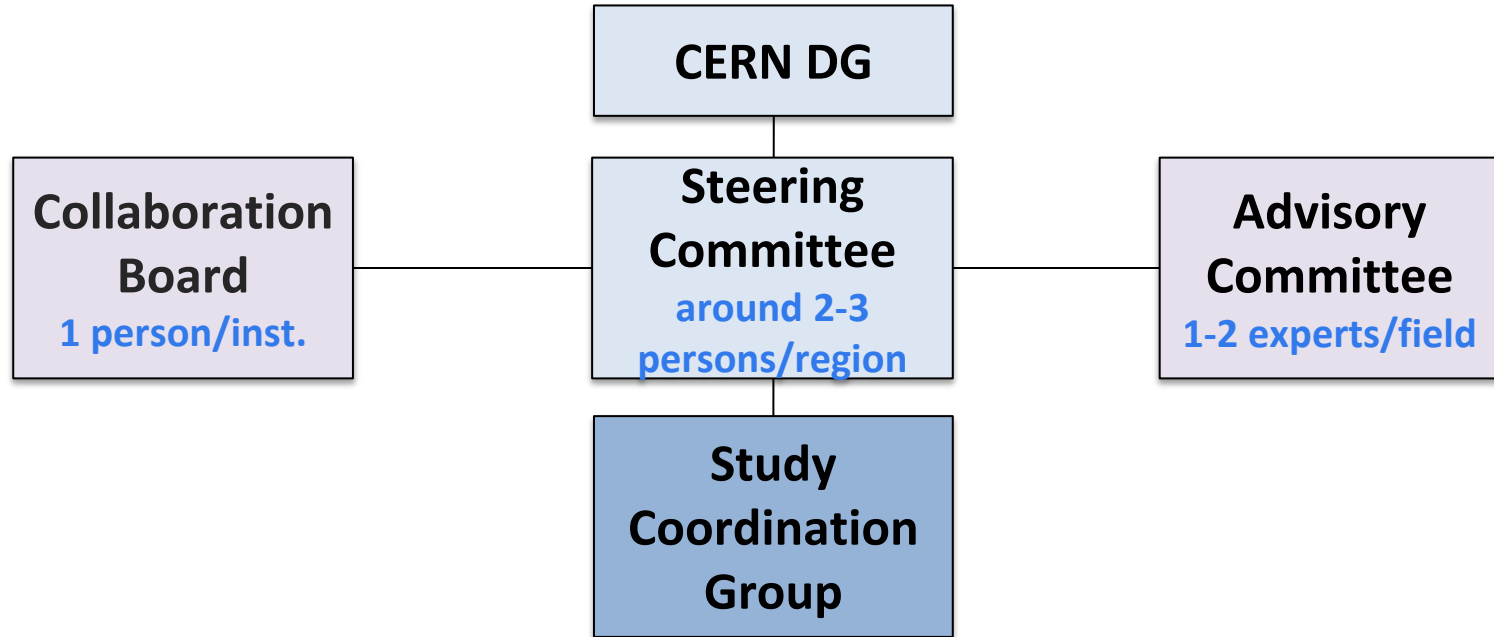 CERN DG
Collaboration
Board
1 person/inst.
Steering
Committee
around 2-3
persons/region
Advisory
Committee
1-2 experts/field
Study
Coordination
Group